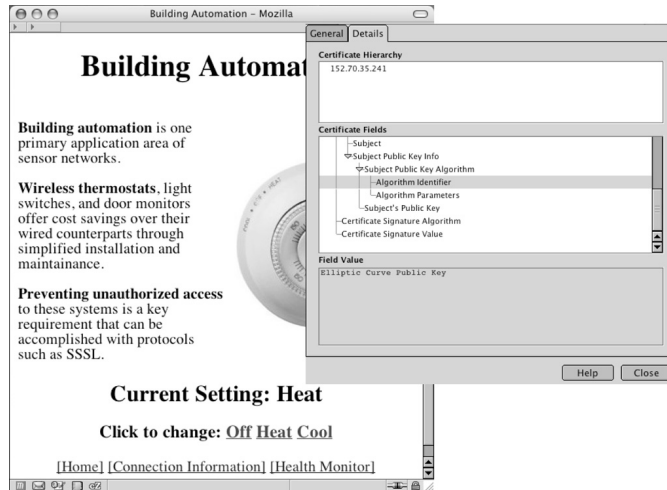 Building Automation - Mozilla
Building Automat
Building automation is one
primary application area of
sensor networks.
Wireless thermostats, light
switches, and door monitors
offer cost savings over their
wired counterparts through
simplified installation and
maintainance.
Preventing unauthorized access
to these systems is a key
requirement that can be
accomplished with protocols
such as SSSL.
Current Setting: Heat
Click to change: Off Heat Cool
[Home] [Connection Information] [Health Monitor]
General Details
Certificate Hierarchy
152.70.35.241
Certificate Fields
Subject
Subject Public Key Info
Subject Public Key Algorithm
Algorithm Identifier
Algorithm Parameters
Subject's Public Key
Certificate Signature Algorithm
Certificate Signature Value
Field Value
Elliptic Curve Public Key
Help Close